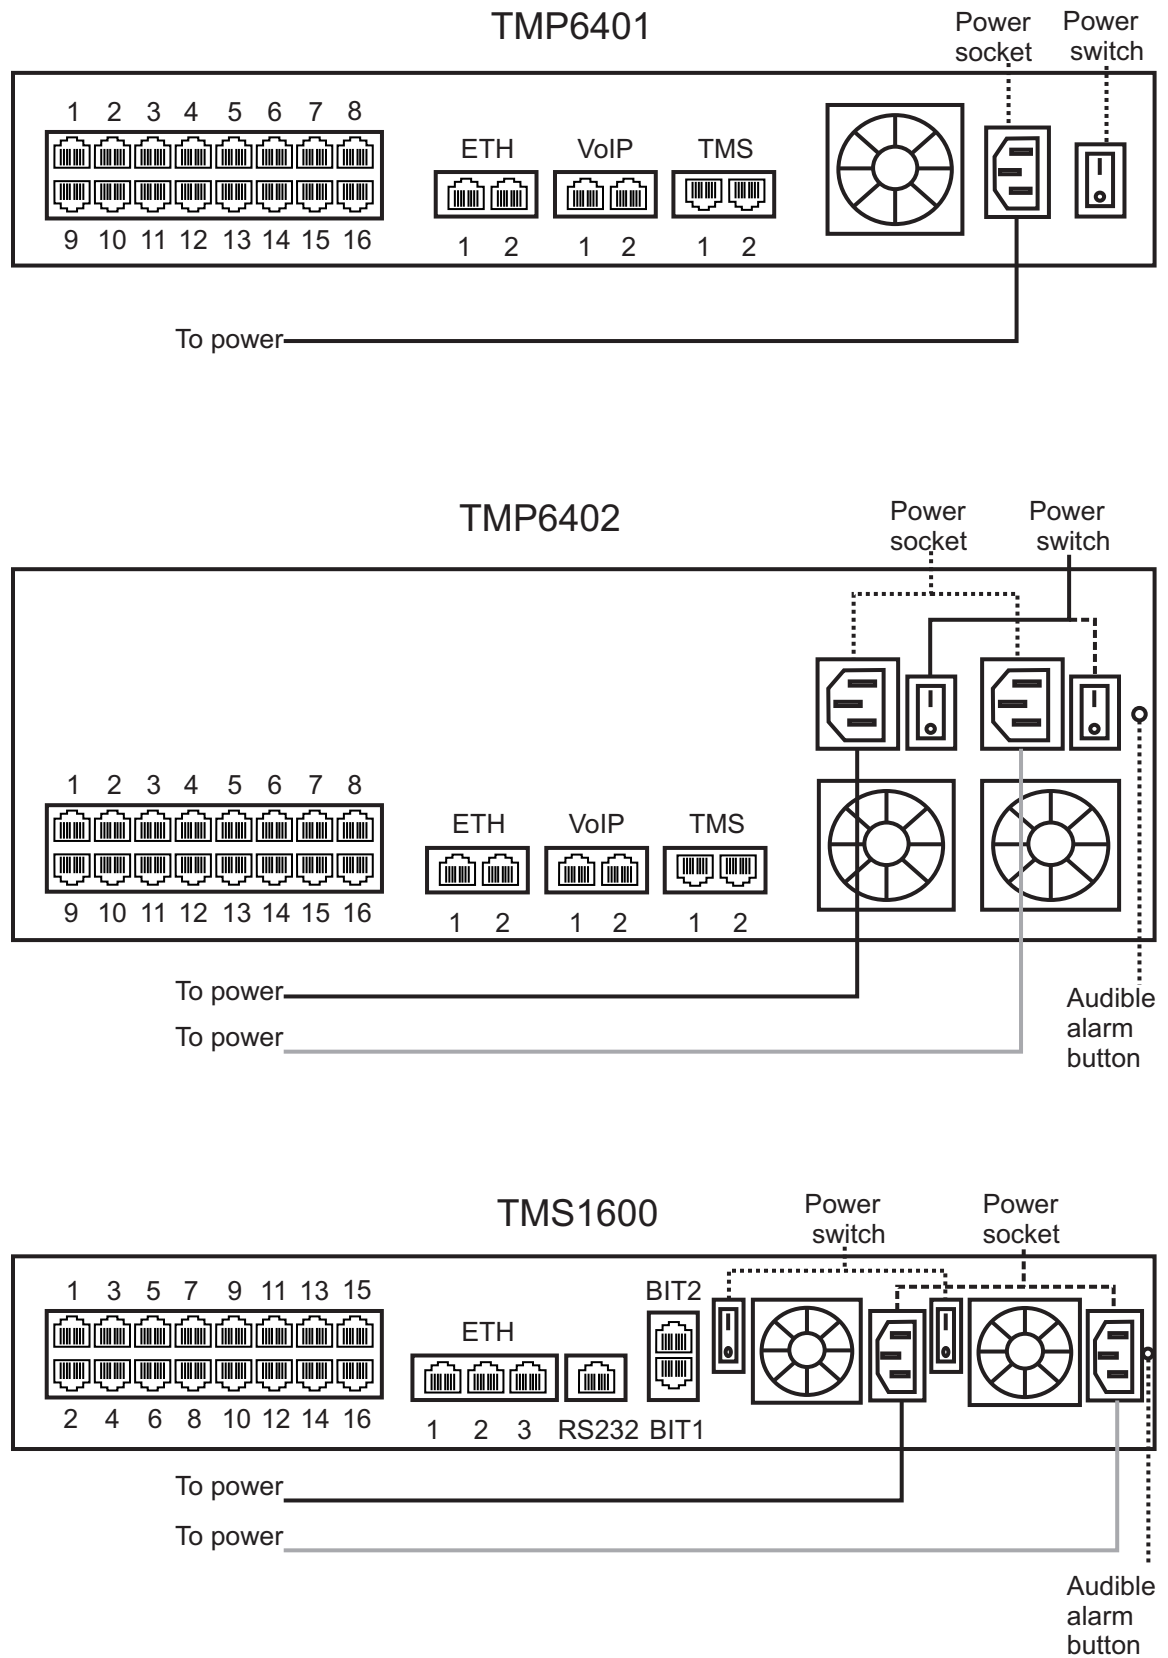 TMP6401
Power socket
Power switch
1 2 3 4 5 6 7 8
ETH VoIP TMS
9 10 11 12 13 14 15 16
1 2 1 2 1 2
To power
TMP6402
Power socket
Power switch
1 2 3 4 5 6 7 8
ETH VoIP TMS
9 10 11 12 13 14 15 16
1 2 1 2 1 2
To power
To power
Audible
alarm
button
TMS1600
Power switch
Power socket
1 3 5 7 9 11 13 15
BIT2
ETH
2 4 6 8 10 12 14 16
1 2 3 RS232 BIT1
To power
To power
Audible
alarm
button